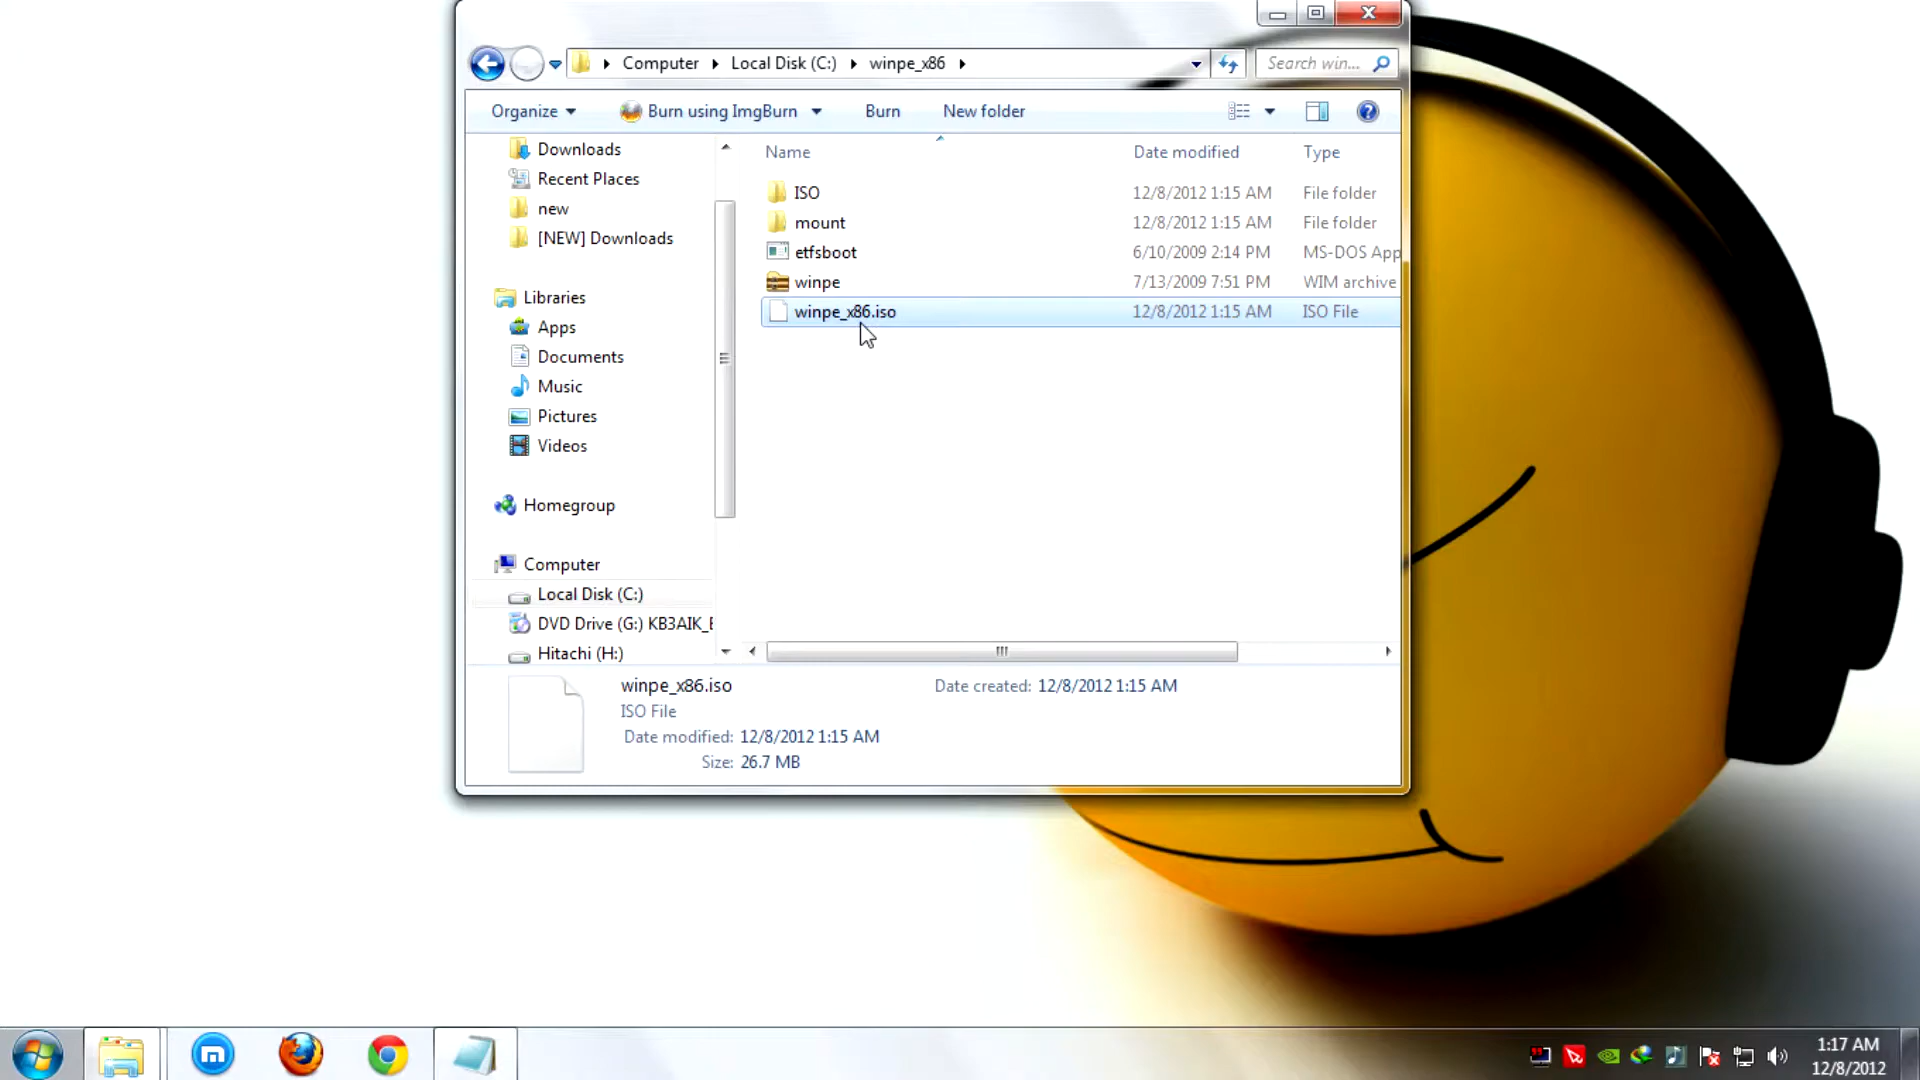 Computer Local Disk (C:) winpe_x86 Search win...
Organize Burn using ImgBurn Burn New folder
Downloads
Recent Places
new
[NEW] Downloads
Libraries
Apps
Documents
Music
Pictures
Videos
Homegroup
Computer
Local Disk (C:)
DVD Drive (G:) KB3AIK_E
Hitachi (H:)
Name Date modified Type
ISO 12/8/2012 1:15 AM File folder
mount 12/8/2012 1:15 AM File folder
etfsboot 6/10/2009 2:14 PM MS-DOS App
winpe 7/13/2009 7:51 PM WIM archive
winpe_x86.iso 12/8/2012 1:15 AM ISO File
winpe_x86.iso Date created: 12/8/2012 1:15 AM
ISO File
Date modified: 12/8/2012 1:15 AM
Size: 26.7 MB
1:17 AM
12/8/2012